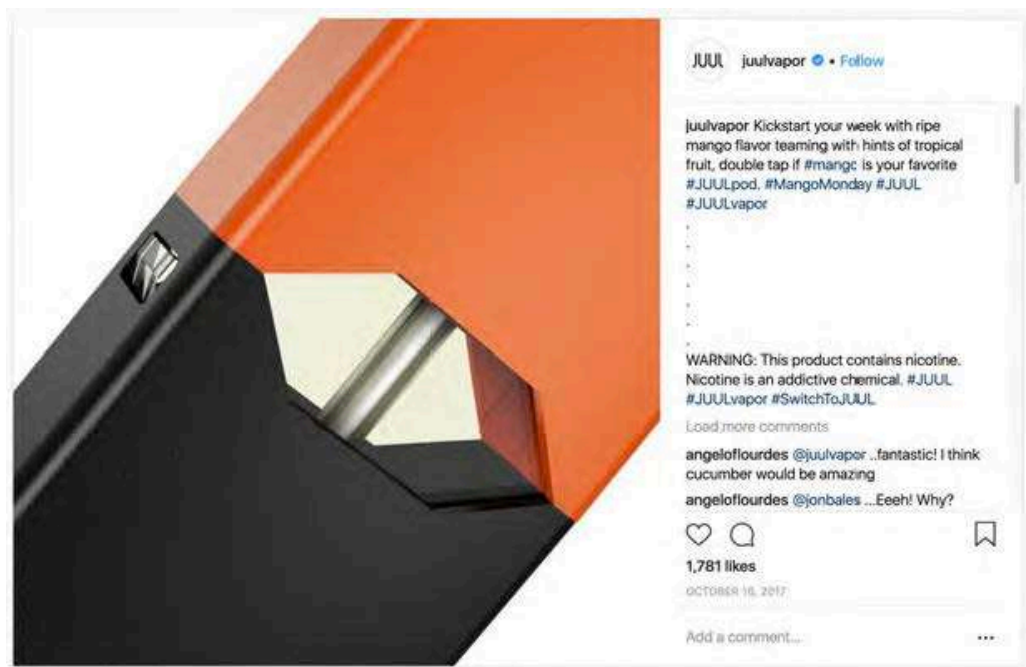 JUUL juulvapor • Follow
juulvapor Kickstart your week with ripe
mango flavor teaming with hints of tropical
fruit, double tap if #mango is your favorite
#JUULpod. #MangoMonday #JUUL
#JUULvapor
.
.
.
.
.
.
.
WARNING: This product contains nicotine.
Nicotine is an addictive chemical. #JUUL
#JUULvapor #SwitchToJUUL
Load more comments
angeloflourdes @juulvapor ..fantastic! I think
cucumber would be amazing
angeloflourdes @jonbales ...Eeeh! Why?
1,781 likes
OCTOBER 16, 2017
Add a comment...